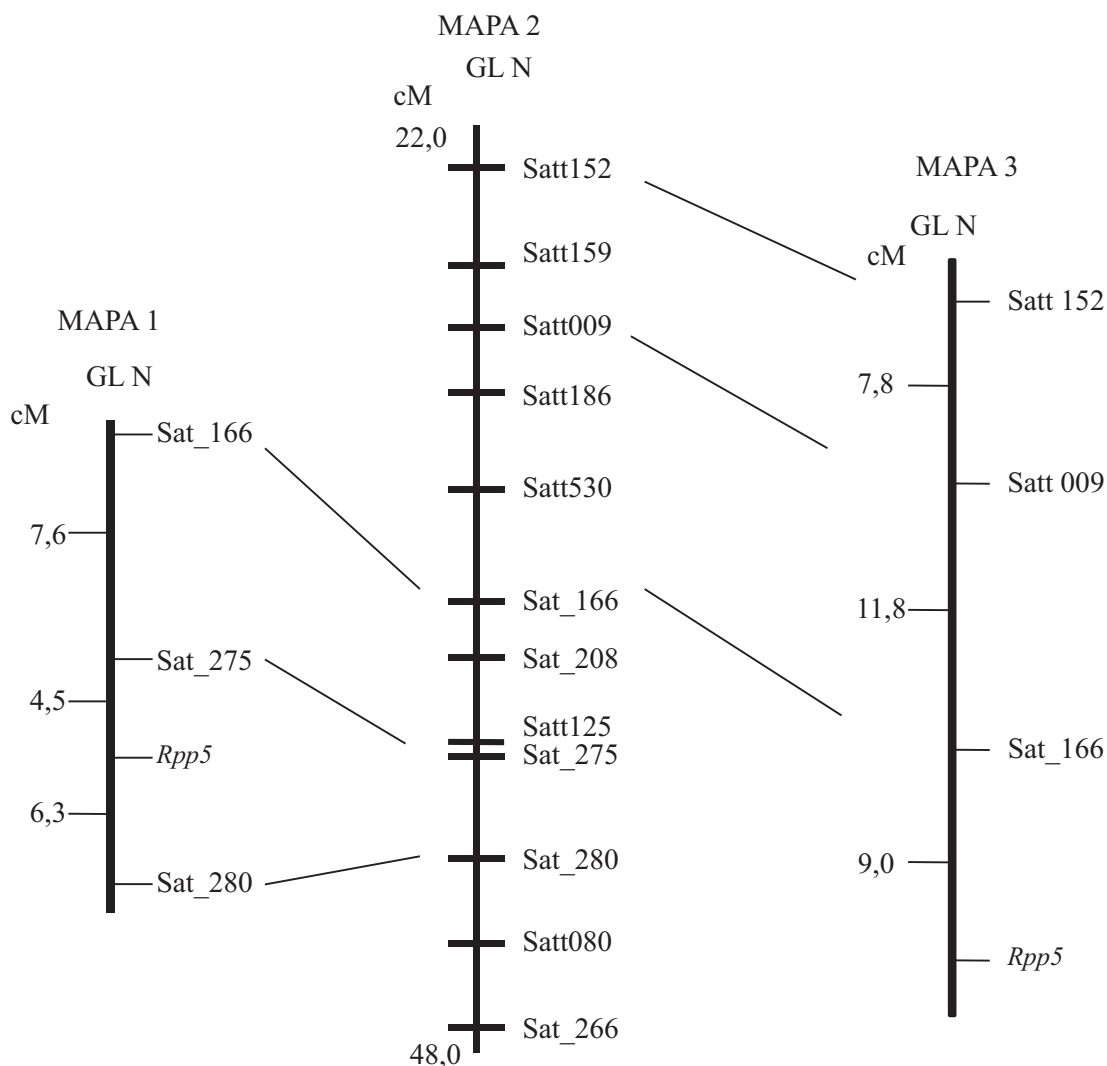 MAPA 1
GL N
cM
Sat_166
7,6
Sat_275
4,5
Rpp5
6,3
Sat_280
MAPA 2
GL N
cM
22,0
Satt152
Satt159
Satt009
Satt186
Satt530
Sat_166
Sat_208
Satt125
Sat_275
Sat_280
Satt080
Sat_266
48,0
MAPA 3
GL N
cM
Satt 152
7,8
Satt 009
11,8
Sat_166
9,0
Rpp5